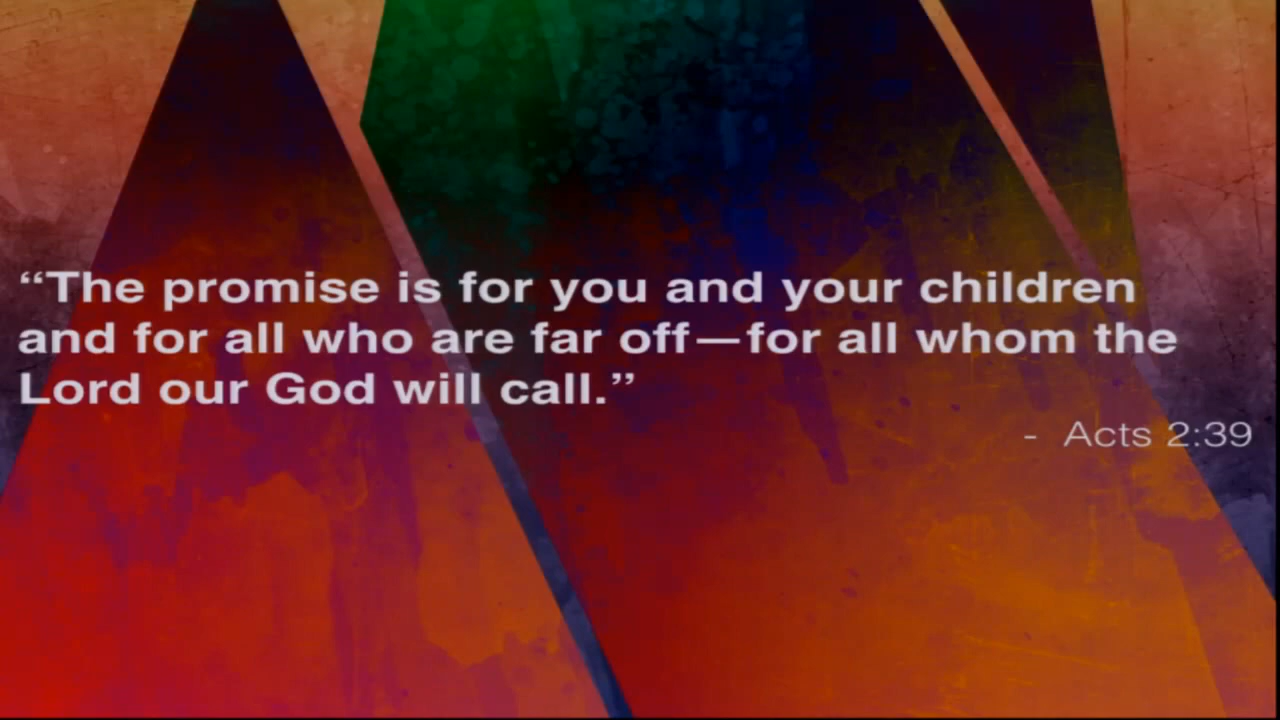 “The promise is for you and your children
and for all who are far off—for all whom the
Lord our God will call.”
- Acts 2:39